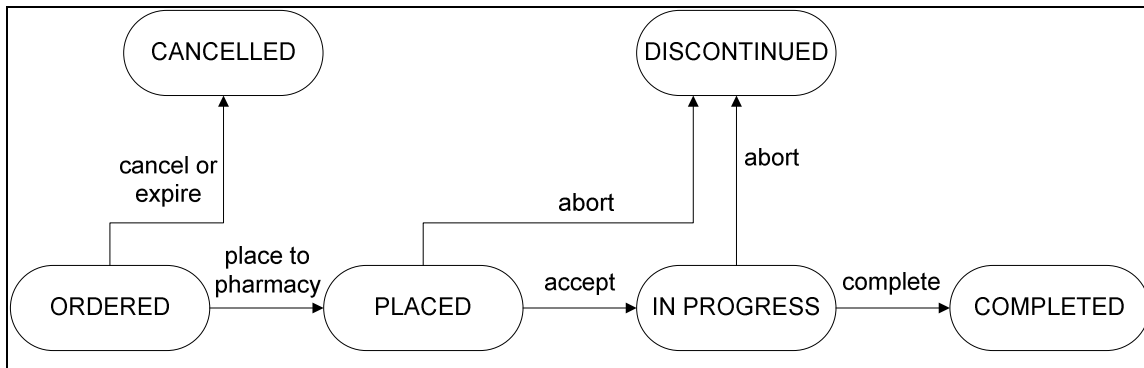 CANCELLED
DISCONTINUED
cancel or
expire
abort
abort
place to
pharmacy
accept
complete
ORDERED
PLACED
IN PROGRESS
COMPLETED